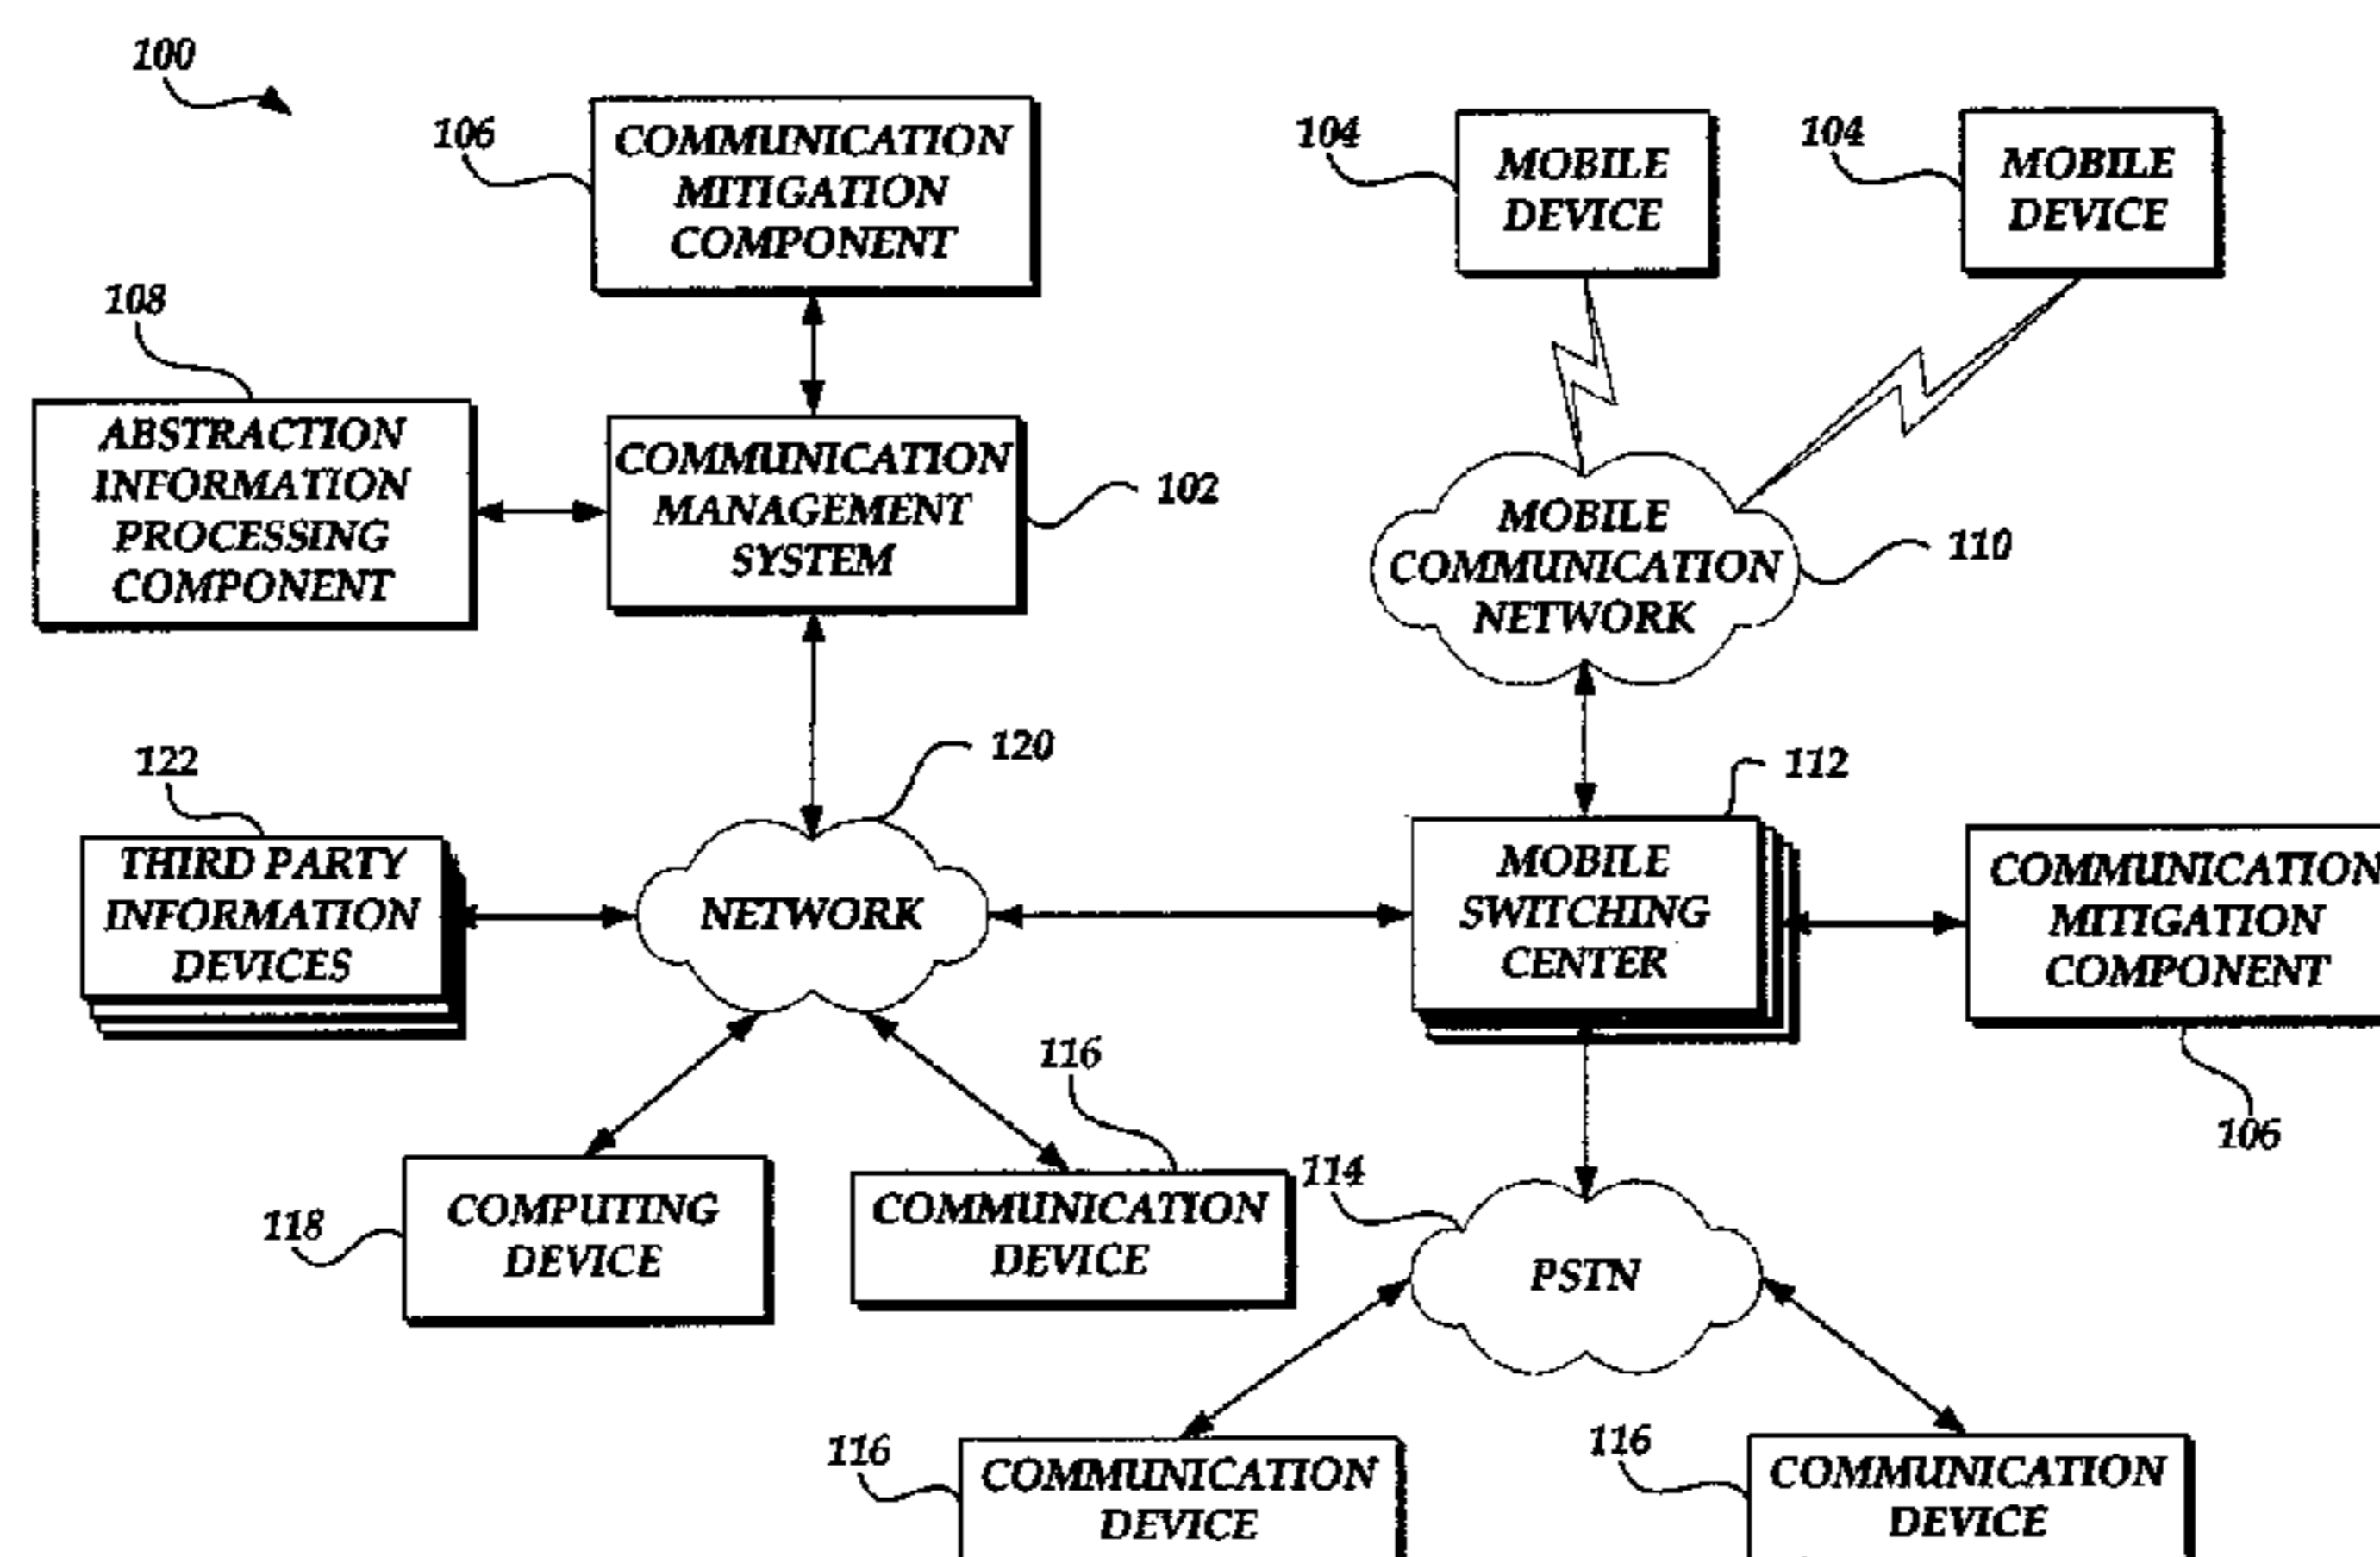 100
106
COMMUNICATION
MITIGATION
COMPONENT
104
MOBILE
DEVICE
104
MOBILE
DEVICE
108
ABSTRACTION
INFORMATION
PROCESSING
COMPONENT
COMMUNICATION
MANAGEMENT
SYSTEM
102
MOBILE
COMMUNICATION
NETWORK
110
122
THIRD PARTY
INFORMATION
DEVICES
120
NETWORK
112
MOBILE
SWITCHING
CENTER
COMMUNICATION
MITIGATION
COMPONENT
106
118
COMPUTING
DEVICE
116
COMMUNICATION
DEVICE
114
PSTN
116
COMMUNICATION
DEVICE
116
COMMUNICATION
DEVICE